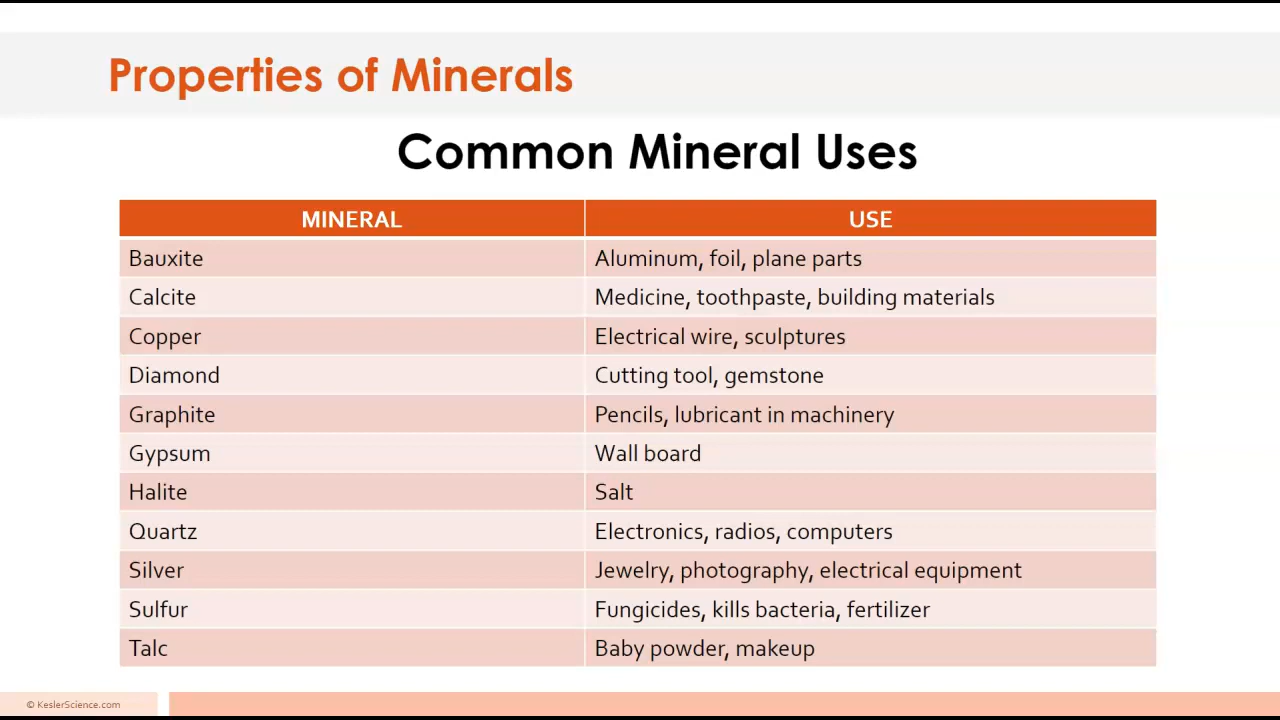 Properties of Minerals
Common Mineral Uses
MINERAL USE
Bauxite Aluminum, foil, plane parts
Calcite Medicine, toothpaste, building materials
Copper Electrical wire, sculptures
Diamond Cutting tool, gemstone
Graphite Pencils, lubricant in machinery
Gypsum Wall board
Halite Salt
Quartz Electronics, radios, computers
Silver Jewelry, photography, electrical equipment
Sulfur Fungicides, kills bacteria, fertilizer
Talc Baby powder, makeup
© KeslerScience.com